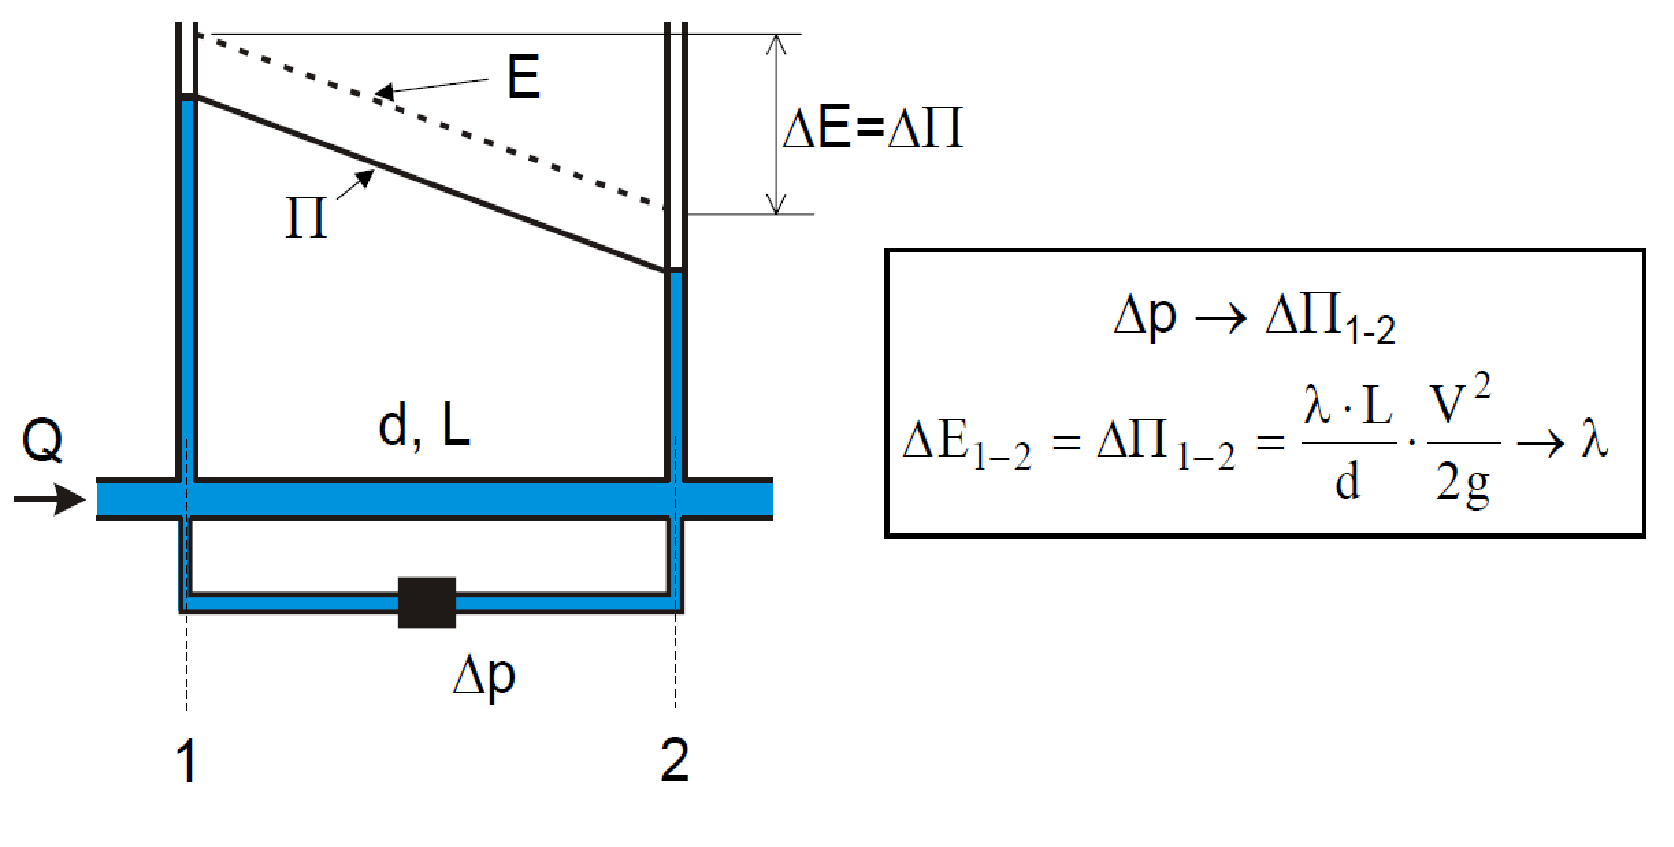 E
ΔE=ΔΠ
Π
Δp → ΔΠ1-2
d, L
Q
ΔE1−2 = ΔΠ1−2 = λ · L / d · V² / 2g → λ
Δp
1
2